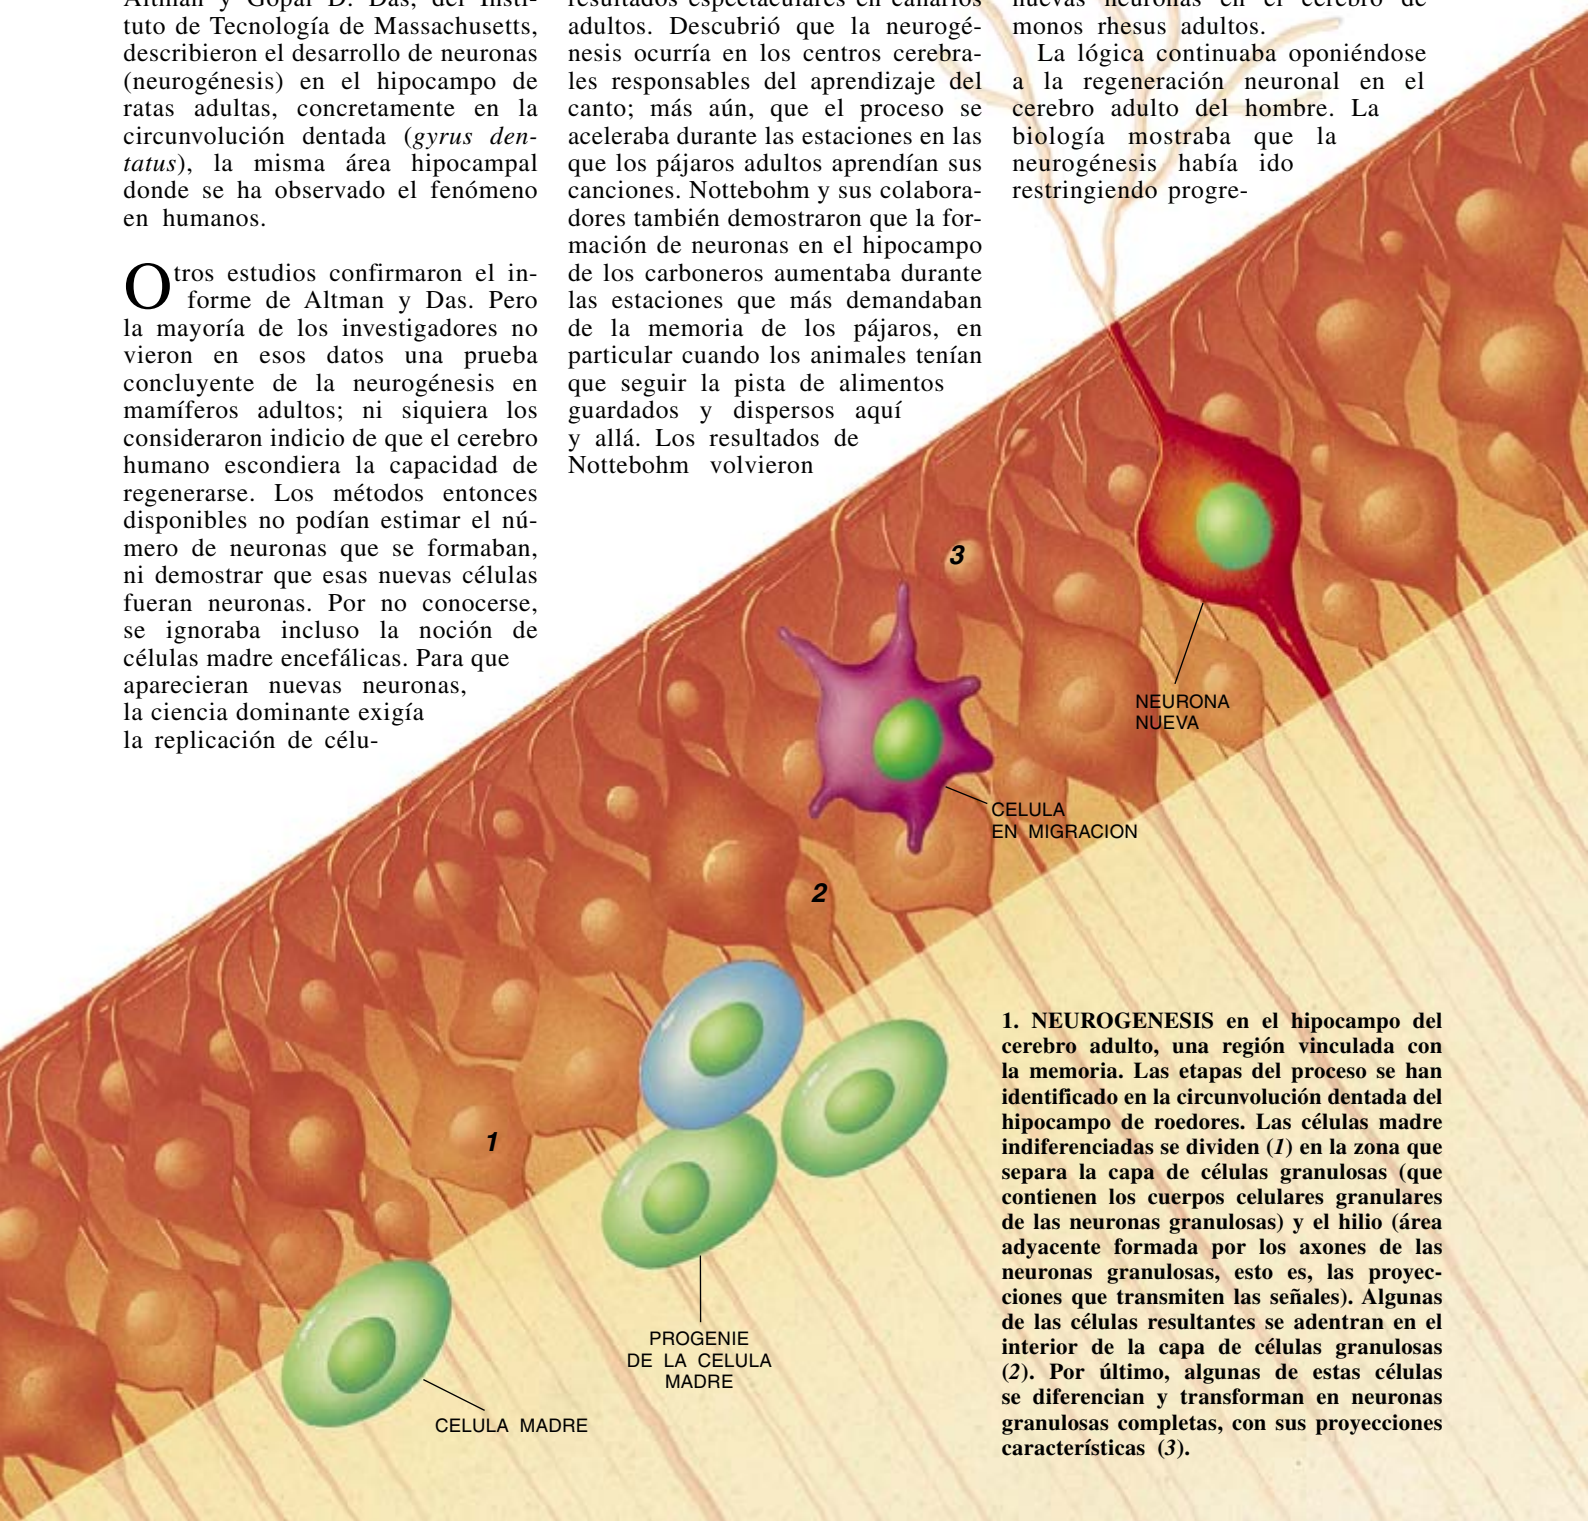 Altman y Gopal D. Das, del Insti-
tuto de Tecnología de Massachusetts,
describieron el desarrollo de neuronas
(neurogénesis) en el hipocampo de
ratas adultas, concretamente en la
circunvolución dentada (gyrus den-
tatus), la misma área hipocampal
donde se ha observado el fenómeno
en humanos.
Otros estudios confirmaron el in-
forme de Altman y Das. Pero
la mayoría de los investigadores no
vieron en esos datos una prueba
concluyente de la neurogénesis en
mamíferos adultos; ni siquiera los
consideraron indicio de que el cerebro
humano escondiera la capacidad de
regenerarse. Los métodos entonces
disponibles no podían estimar el nú-
mero de neuronas que se formaban,
ni demostrar que esas nuevas células
fueran neuronas. Por no conocerse,
se ignoraba incluso la noción de
células madre encefálicas. Para que
aparecieran nuevas neuronas,
la ciencia dominante exigía
la replicación de célu-
resultados espectaculares en canarios
adultos. Descubrió que la neurogé-
nesis ocurría en los centros cerebra-
les responsables del aprendizaje del
canto; más aún, que el proceso se
aceleraba durante las estaciones en las
que los pájaros adultos aprendían sus
canciones. Nottebohm y sus colabora-
dores también demostraron que la for-
mación de neuronas en el hipocampo
de los carboneros aumentaba durante
las estaciones que más demandaban
de la memoria de los pájaros, en
particular cuando los animales tenían
que seguir la pista de alimentos
guardados y dispersos aquí
y allá. Los resultados de
Nottebohm volvieron
nuevas neuronas en el cerebro de
monos rhesus adultos.
La lógica continuaba oponiéndose
a la regeneración neuronal en el
cerebro adulto del hombre. La
biología mostraba que la
neurogénesis había ido
restringiendo progre-
3
NEURONA
NUEVA
CELULA
EN MIGRACION
2
1
PROGENIE
DE LA CELULA
MADRE
CELULA MADRE
1. NEUROGENESIS en el hipocampo del
cerebro adulto, una región vinculada con
la memoria. Las etapas del proceso se han
identificado en la circunvolución dentada del
hipocampo de roedores. Las células madre
indiferenciadas se dividen (1) en la zona que
separa la capa de células granulosas (que
contienen los cuerpos celulares granulares
de las neuronas granulosas) y el hilio (área
adyacente formada por los axones de las
neuronas granulosas, esto es, las proyec-
ciones que transmiten las señales). Algunas
de las células resultantes se adentran en el
interior de la capa de células granulosas
(2). Por último, algunas de estas células
se diferencian y transforman en neuronas
granulosas completas, con sus proyecciones
características (3).